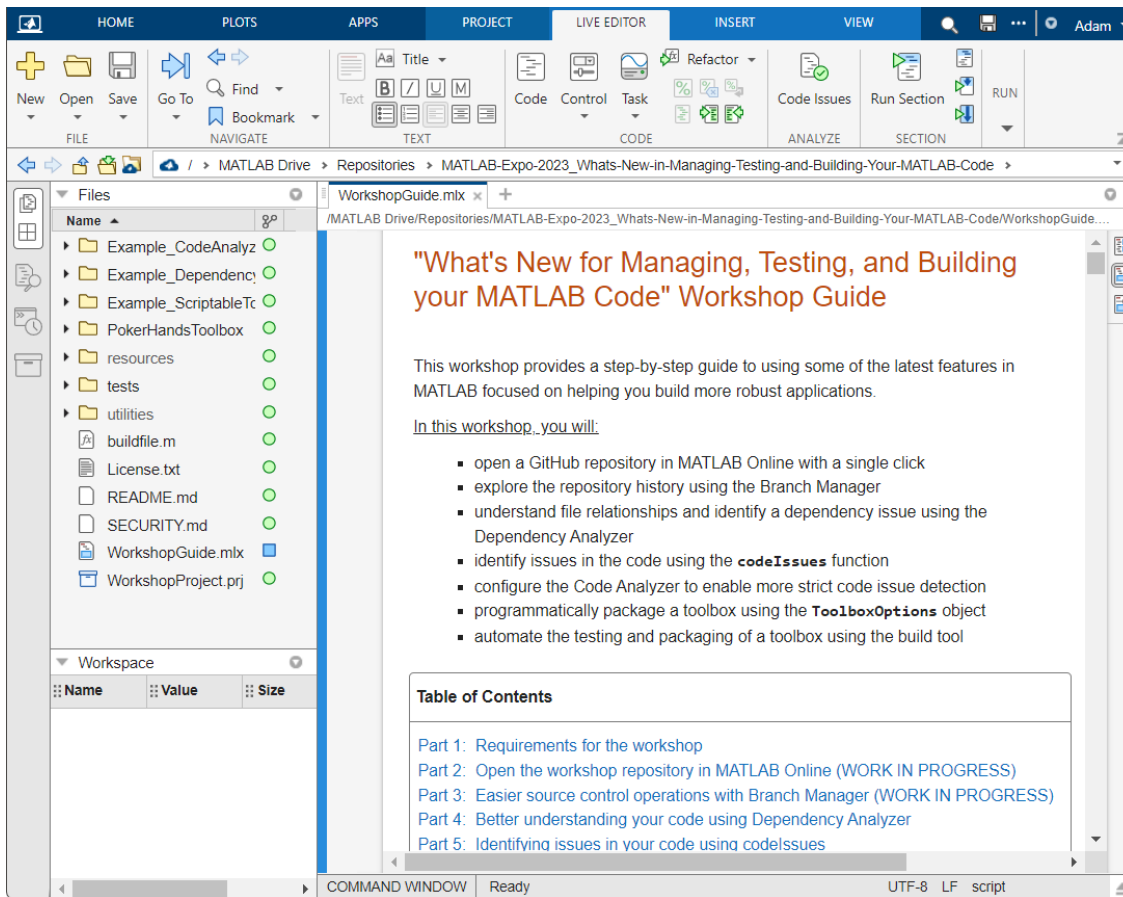 HOME PLOTS APPS PROJECT LIVE EDITOR INSERT VIEW Adam
New Open Save Go To Find Bookmark Text Title Code Control Task Refactor Code Issues Run Section RUN
FILE NAVIGATE TEXT CODE ANALYZE SECTION
/ > MATLAB Drive > Repositories > MATLAB-Expo-2023_Whats-New-in-Managing-Testing-and-Building-Your-MATLAB-Code >
Files
Name
Example_CodeAnalyz
Example_Dependency
Example_ScriptableTo
PokerHandsToolbox
resources
tests
utilities
buildfile.m
License.txt
README.md
SECURITY.md
WorkshopGuide.mlx
WorkshopProject.prj
Workspace
Name Value Size
WorkshopGuide.mlx × +
/MATLAB Drive/Repositories/MATLAB-Expo-2023_Whats-New-in-Managing-Testing-and-Building-Your-MATLAB-Code/WorkshopGuide....
"What's New for Managing, Testing, and Building
your MATLAB Code" Workshop Guide
This workshop provides a step-by-step guide to using some of the latest features in
MATLAB focused on helping you build more robust applications.
In this workshop, you will:
▪ open a GitHub repository in MATLAB Online with a single click
▪ explore the repository history using the Branch Manager
▪ understand file relationships and identify a dependency issue using the
Dependency Analyzer
▪ identify issues in the code using the codeIssues function
▪ configure the Code Analyzer to enable more strict code issue detection
▪ programmatically package a toolbox using the ToolboxOptions object
▪ automate the testing and packaging of a toolbox using the build tool
Table of Contents
Part 1: Requirements for the workshop
Part 2: Open the workshop repository in MATLAB Online (WORK IN PROGRESS)
Part 3: Easier source control operations with Branch Manager (WORK IN PROGRESS)
Part 4: Better understanding your code using Dependency Analyzer
Part 5: Identifying issues in your code using codeIssues
COMMAND WINDOW Ready UTF-8 LF script